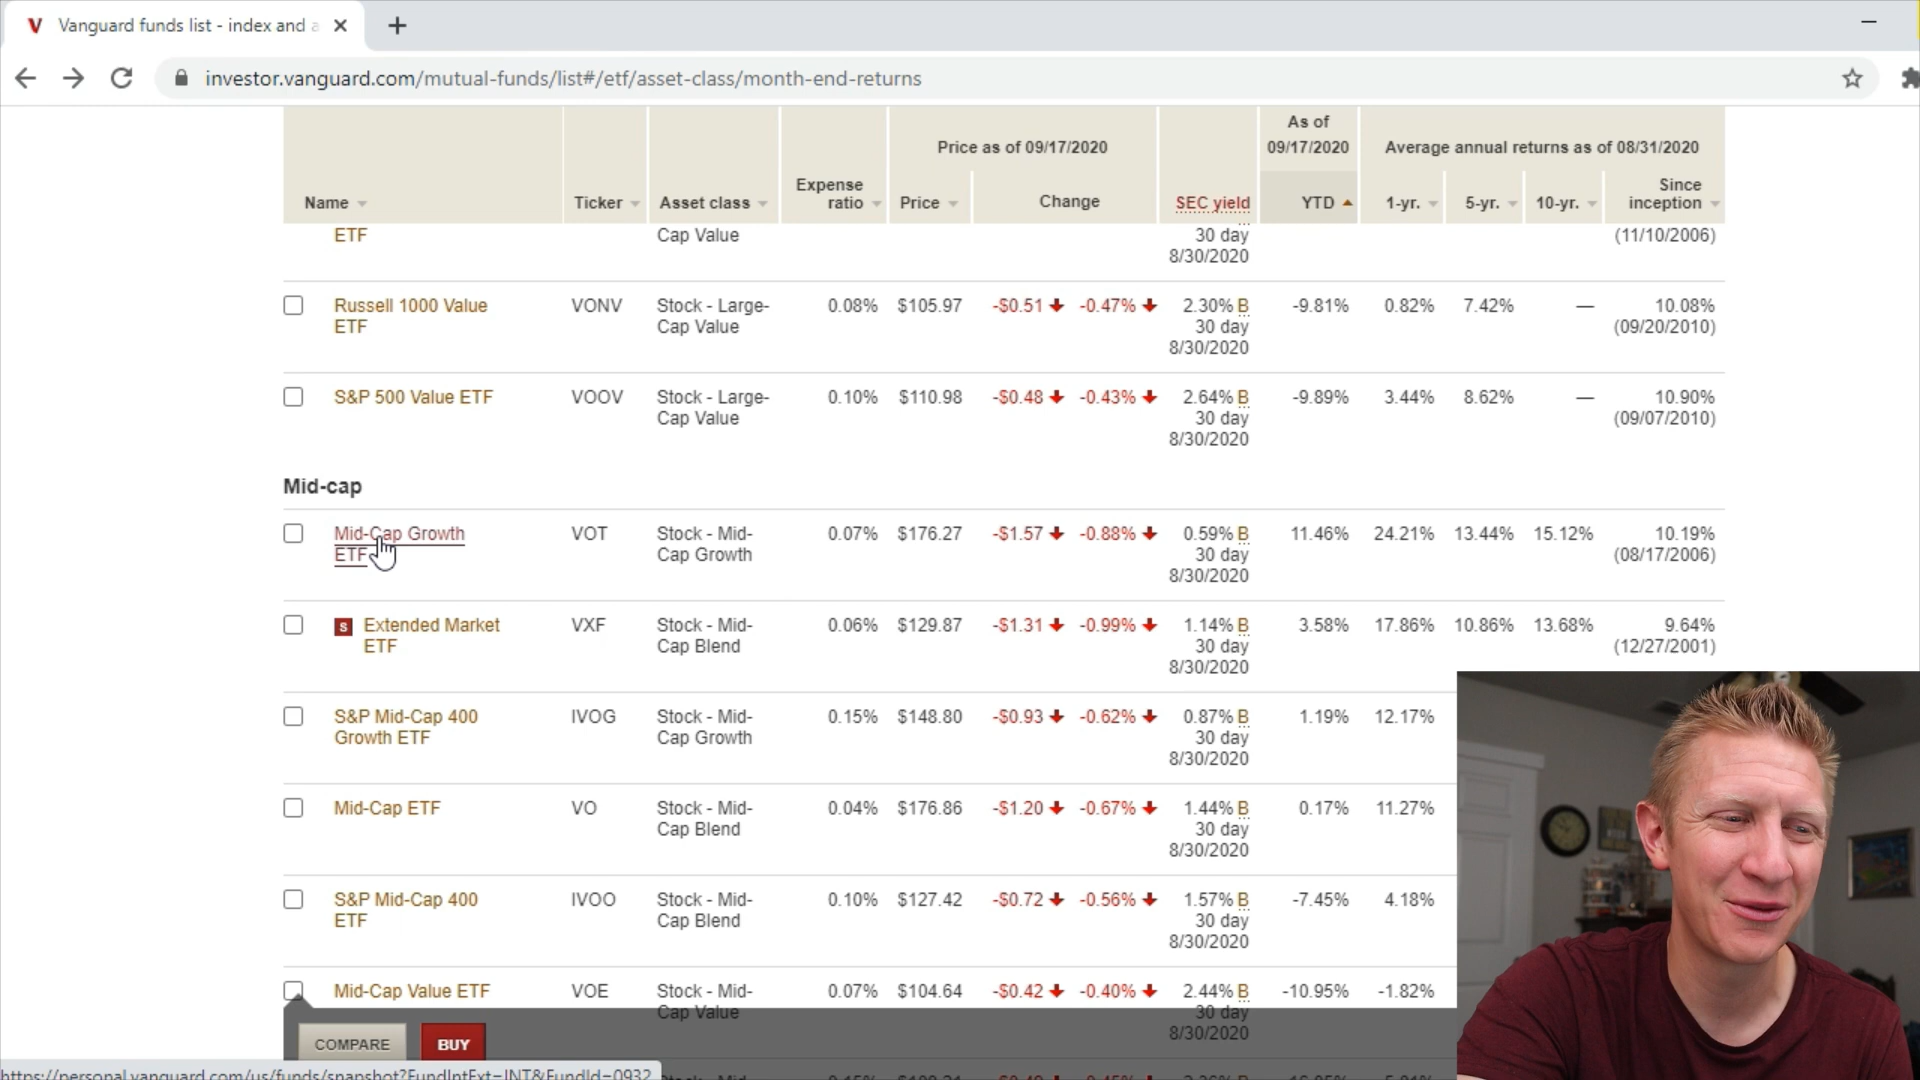 V Vanguard funds list - index and a
investor.vanguard.com/mutual-funds/list#/etf/asset-class/month-end-returns
Price as of 09/17/2020
As of
09/17/2020
Average annual returns as of 08/31/2020
Name Ticker Asset class Expense ratio Price Change SEC yield YTD 1-yr. 5-yr. 10-yr. Since inception
ETF Cap Value 30 day (11/10/2006)
8/30/2020
Russell 1000 Value VONV Stock - Large- 0.08% $105.97 -$0.51 -0.47% 2.30% B -9.81% 0.82% 7.42% — 10.08%
ETF Cap Value 30 day (09/20/2010)
8/30/2020
S&P 500 Value ETF VOOV Stock - Large- 0.10% $110.98 -$0.48 -0.43% 2.64% B -9.89% 3.44% 8.62% — 10.90%
Cap Value 30 day (09/07/2010)
8/30/2020
Mid-cap
Mid-Cap Growth VOT Stock - Mid- 0.07% $176.27 -$1.57 -0.88% 0.59% B 11.46% 24.21% 13.44% 15.12% 10.19%
ETF Cap Growth 30 day (08/17/2006)
8/30/2020
S Extended Market VXF Stock - Mid- 0.06% $129.87 -$1.31 -0.99% 1.14% B 3.58% 17.86% 10.86% 13.68% 9.64%
ETF Cap Blend 30 day (12/27/2001)
8/30/2020
S&P Mid-Cap 400 IVOG Stock - Mid- 0.15% $148.80 -$0.93 -0.62% 0.87% B 1.19% 12.17%
Growth ETF Cap Growth 30 day
8/30/2020
Mid-Cap ETF VO Stock - Mid- 0.04% $176.86 -$1.20 -0.67% 1.44% B 0.17% 11.27%
Cap Blend 30 day
8/30/2020
S&P Mid-Cap 400 IVOO Stock - Mid- 0.10% $127.42 -$0.72 -0.56% 1.57% B -7.45% 4.18%
ETF Cap Blend 30 day
8/30/2020
Mid-Cap Value ETF VOE Stock - Mid- 0.07% $104.64 -$0.42 -0.40% 2.44% B -10.95% -1.82%
Cap Value 30 day
8/30/2020
COMPARE BUY
https://personal.vanguard.com/us/funds/snapshot?FundIntExt=INT&FundId=0932